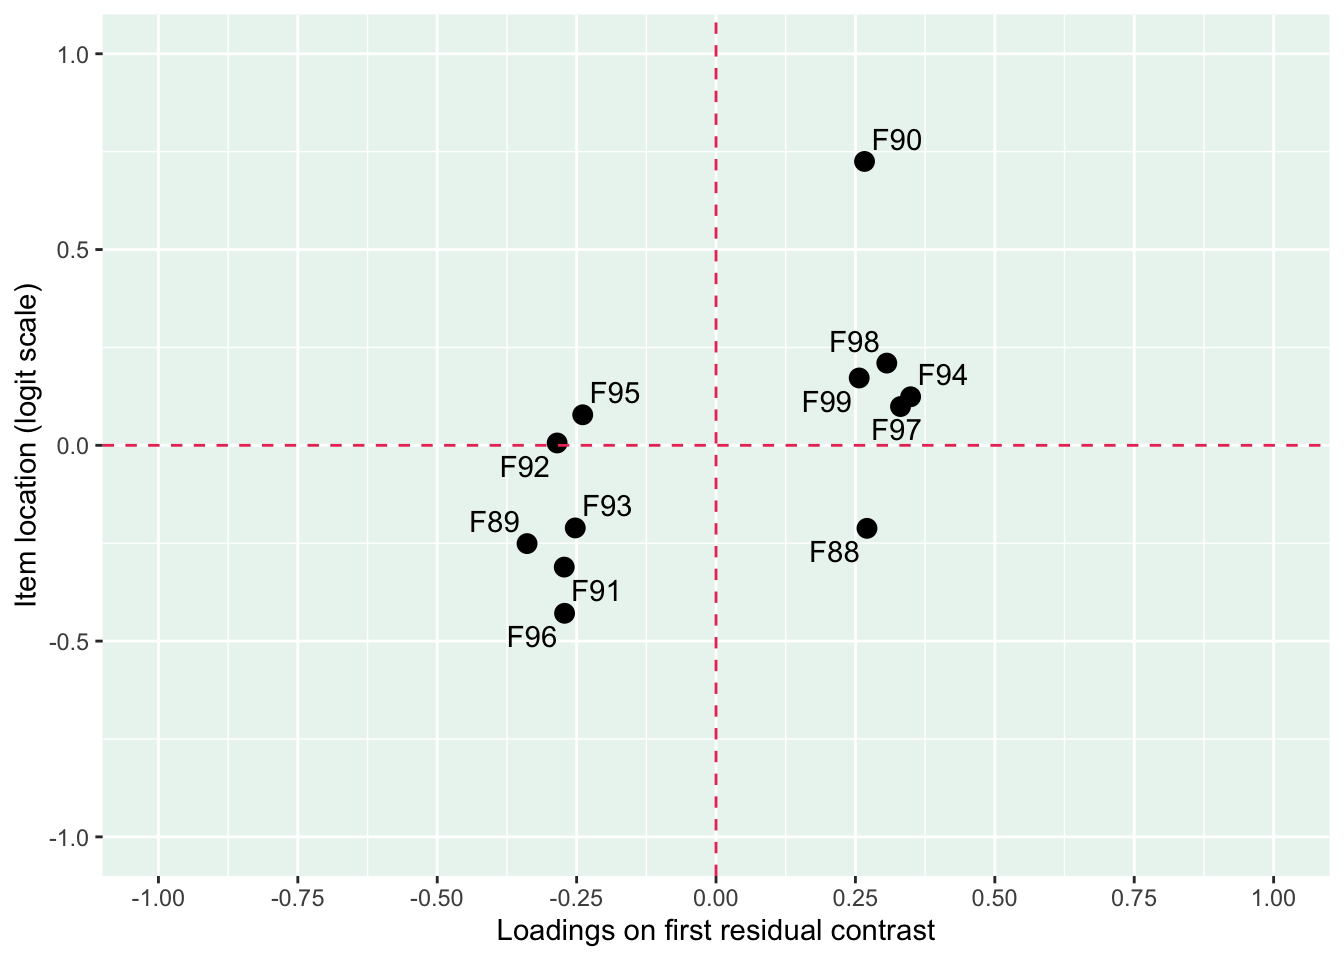 1.0
0.5
0.0
-0.5
-1.0
Item location (logit scale)
F90
F98
F94
F99
F97
F95
F92
F93
F89
F88
F91
F96
-1.00 -0.75 -0.50 -0.25 0.00 0.25 0.50 0.75 1.00
Loadings on first residual contrast